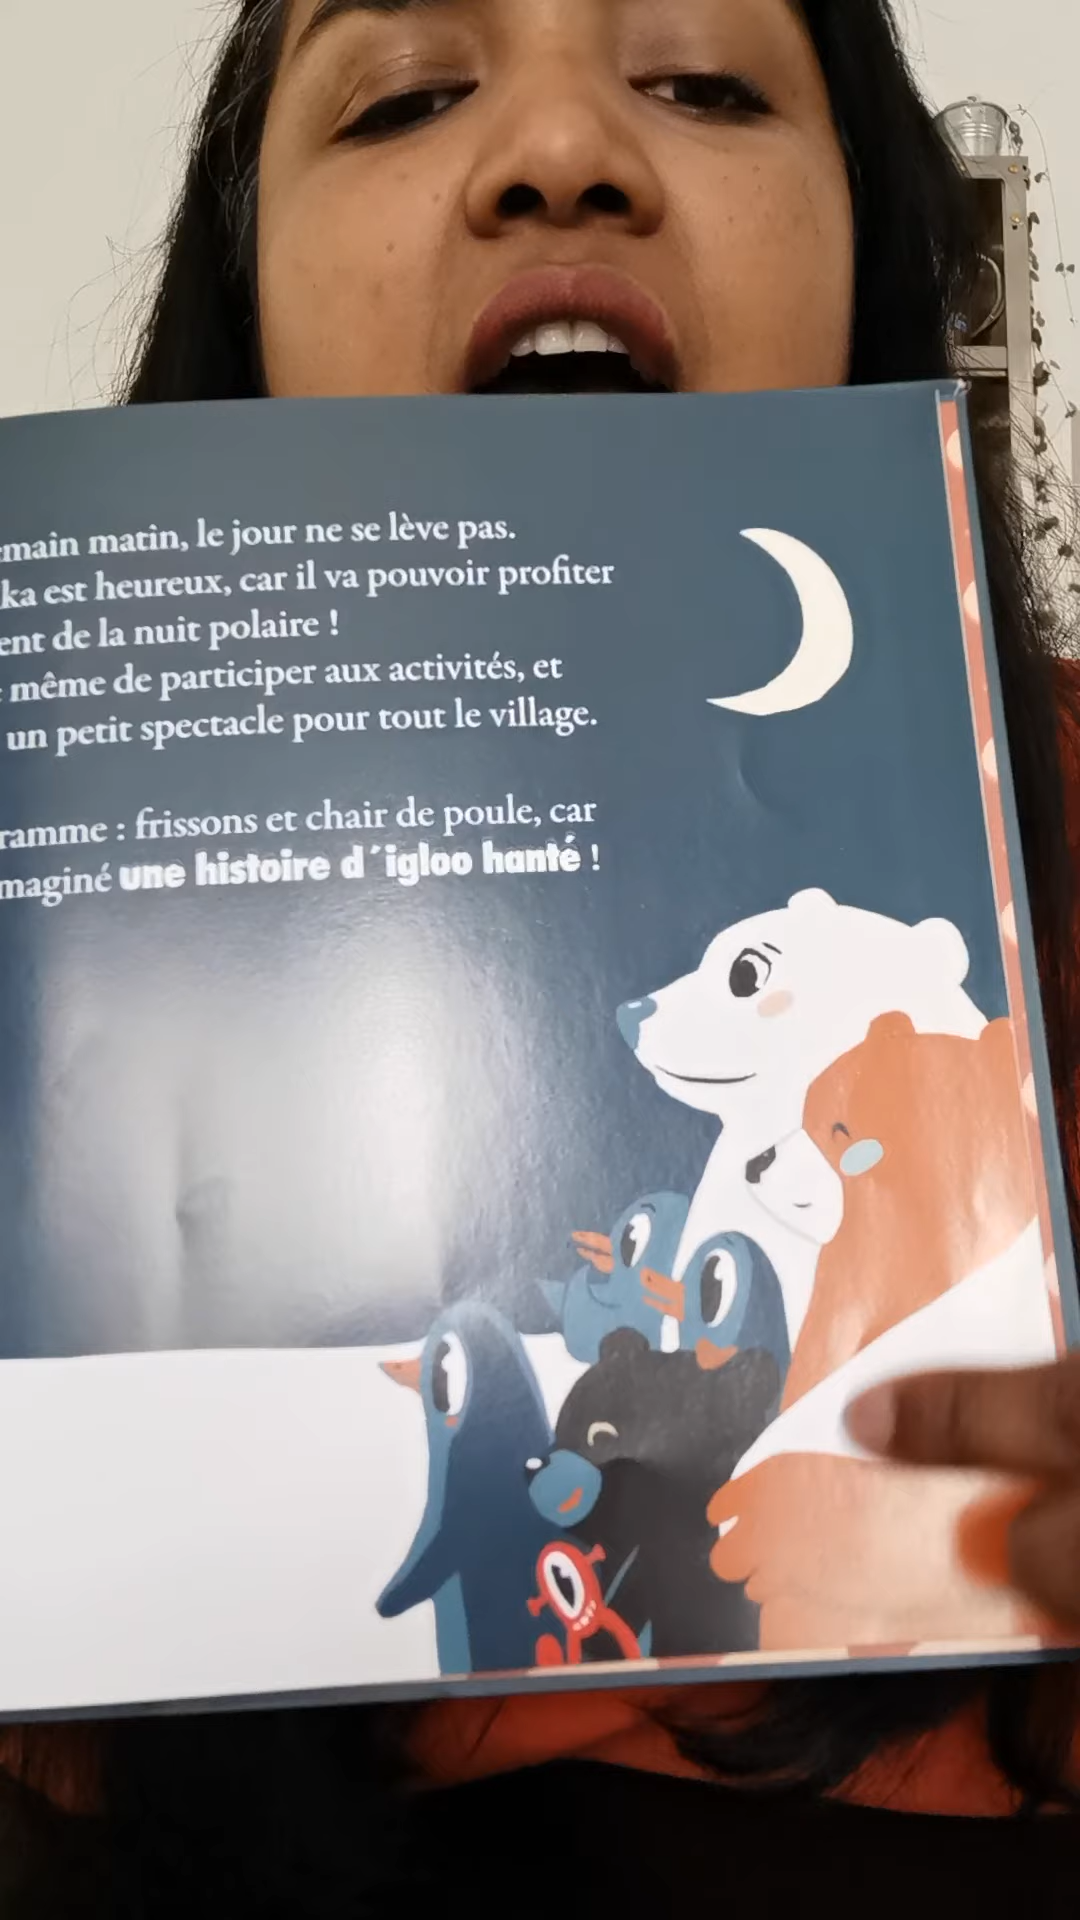 main matin, le jour ne se lève pas.
ka est heureux, car il va pouvoir profiter
ent de la nuit polaire !
même de participer aux activités, et
un petit spectacle pour tout le village.
ramme : frissons et chair de poule, car
maginé une histoire d'igloo hanté !